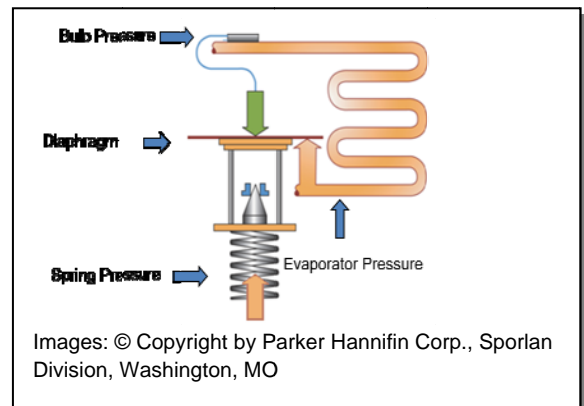 Bulb Pressure
Diaphragm
Spring Pressure
Evaporator Pressure
Images: © Copyright by Parker Hannifin Corp., Sporlan
Division, Washington, MO